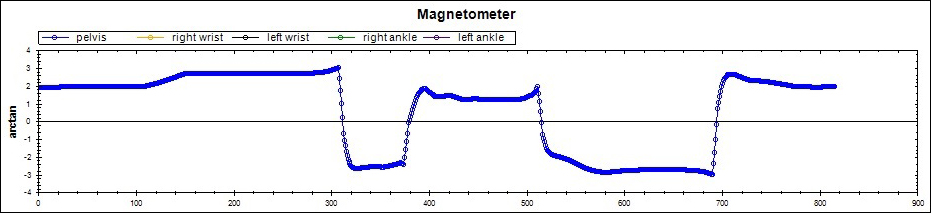 Magnetometer
pelvis right wrist left wrist right ankle left ankle
arctan
4
3
2
1
0
-1
-2
-3
-4
0 100 200 300 400 500 600 700 800 900